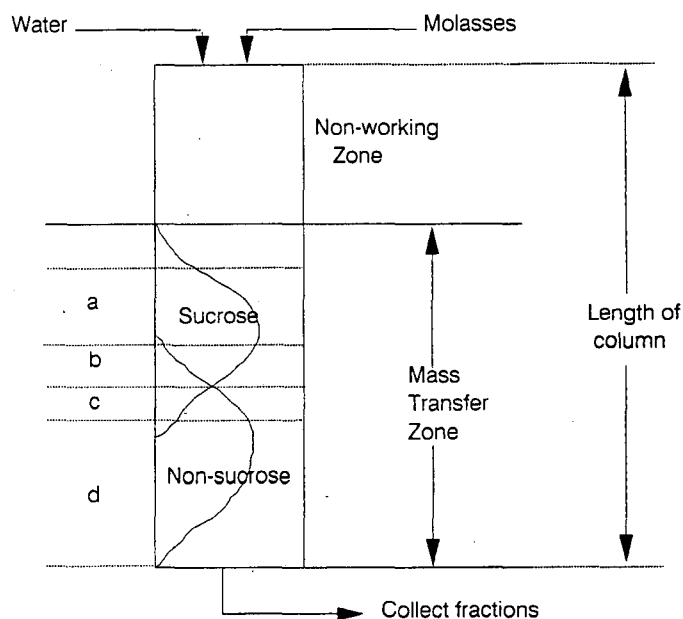 Water
Molasses
Non-working
Zone
a
Sucrose
b
c
Non-sucrose
d
Mass
Transfer
Zone
Length of
column
Collect fractions